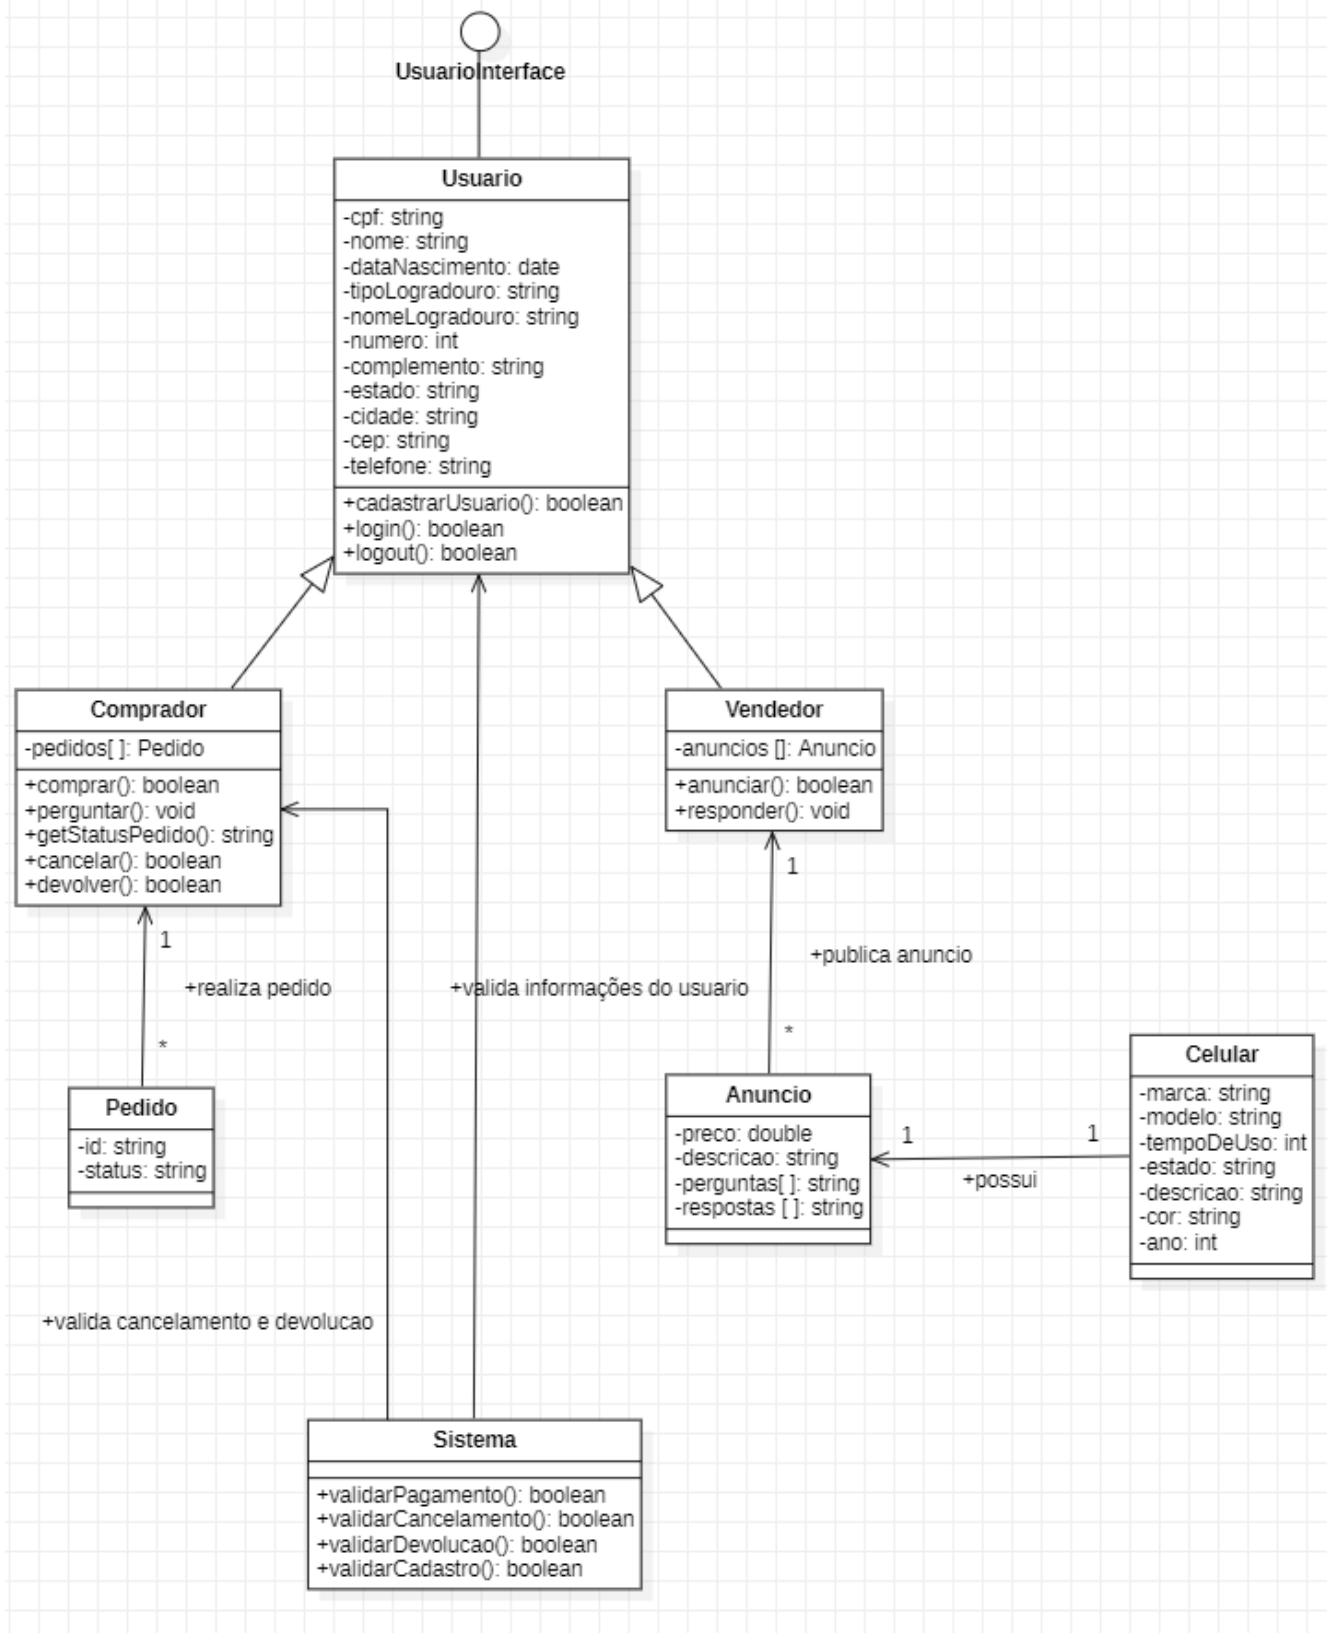 UsuarioInterface
Usuario
-cpf: string
-nome: string
-dataNascimento: date
-tipoLogradouro: string
-nomeLogradouro: string
-numero: int
-complemento: string
-estado: string
-cidade: string
-cep: string
-telefone: string
+cadastrarUsuario(): boolean
+login(): boolean
+logout(): boolean
Comprador
-pedidos[ ]: Pedido
+comprar(): boolean
+perguntar(): void
+getStatusPedido(): string
+cancelar(): boolean
+devolver(): boolean
Vendedor
-anuncios []: Anuncio
+anunciar(): boolean
+responder(): void
1
+realiza pedido
*
+valida informações do usuario
1
+publica anuncio
*
Pedido
-id: string
-status: string
Anuncio
-preco: double
-descricao: string
-perguntas[ ]: string
-respostas [ ]: string
1
1
+possui
Celular
-marca: string
-modelo: string
-tempoDeUso: int
-estado: string
-descricao: string
-cor: string
-ano: int
+valida cancelamento e devolucao
Sistema
+validarPagamento(): boolean
+validarCancelamento(): boolean
+validarDevolucao(): boolean
+validarCadastro(): boolean